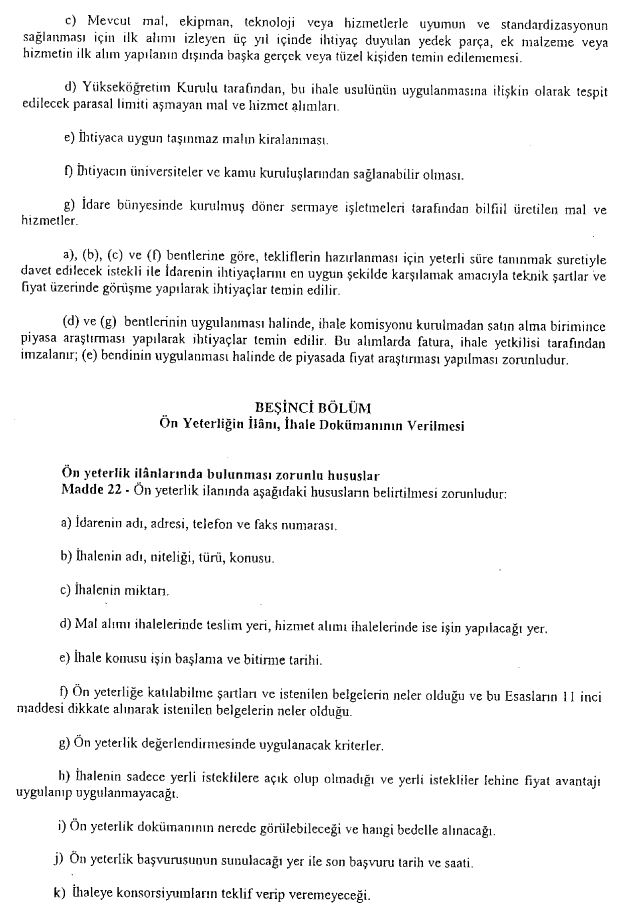 c) Mevcut mal, ekipman, teknoloji veya hizmetlerle uyumun ve standardizasyonun
sağlanması için ilk alımı izleyen üç yıl içinde ihtiyaç duyulan yedek parça, ek malzeme veya
hizmetin ilk alım yapılanın dışında başka gerçek veya tüzel kişiden temin edilememesi.
d) Yükseköğretim Kurulu tarafından, bu ihale usulünün uygulanmasına ilişkin olarak tespit
edilecek parasal limiti aşmayan mal ve hizmet alımları.
e) İhtiyaca uygun taşınmaz malın kiralanması.
f) İhtiyacın üniversiteler ve kamu kuruluşlarından sağlanabilir olması.
g) İdare bünyesinde kurulmuş döner sermaye işletmeleri tarafından bilfiil üretilen mal ve
hizmetler.
a), (b), (c) ve (f) bentlerine göre, tekliflerin hazırlanması için yeterli süre tanınmak suretiyle
davet edilecek istekli ile İdarenin ihtiyaçlarını en uygun şekilde karşılamak amacıyla teknik şartlar ve
fiyat üzerinde görüşme yapılarak ihtiyaçlar temin edilir.
(d) ve (g) bentlerinin uygulanması halinde, ihale komisyonu kurulmadan satın alma birimince
piyasa araştırması yapılarak ihtiyaçlar temin edilir. Bu alımlarda fatura, ihale yetkilisi tarafından
imzalanır; (e) bendinin uygulanması halinde de piyasada fiyat araştırması yapılması zorunludur.
BEŞİNCİ BÖLÜM
Ön Yeterliğin İlânı, İhale Dokümanının Verilmesi
Ön yeterlik ilânlarında bulunması zorunlu hususlar
Madde 22 - Ön yeterlik ilanında aşağıdaki hususların belirtilmesi zorunludur:
a) İdarenin adı, adresi, telefon ve faks numarası.
b) İhalenin adı, niteliği, türü, konusu.
c) İhalenin miktarı.
d) Mal alımı ihalelerinde teslim yeri, hizmet alımı ihalelerinde ise işin yapılacağı yer.
e) İhale konusu işin başlama ve bitirme tarihi.
f) Ön yeterliğe katılabilme şartları ve istenilen belgelerin neler olduğu ve bu Esasların 11 inci
maddesi dikkate alınarak istenilen belgelerin neler olduğu.
g) Ön yeterlik değerlendirmesinde uygulanacak kriterler.
h) İhalenin sadece yerli isteklilere açık olup olmadığı ve yerli istekliler lehine fiyat avantajı
uygulanıp uygulanmayacağı.
i) Ön yeterlik dokümanının nerede görülebileceği ve hangi bedelle alınacağı.
j) Ön yeterlik başvurusunun sunulacağı yer ile son başvuru tarih ve saati.
k) İhaleye konsorsiyumların teklif verip veremeyeceği.